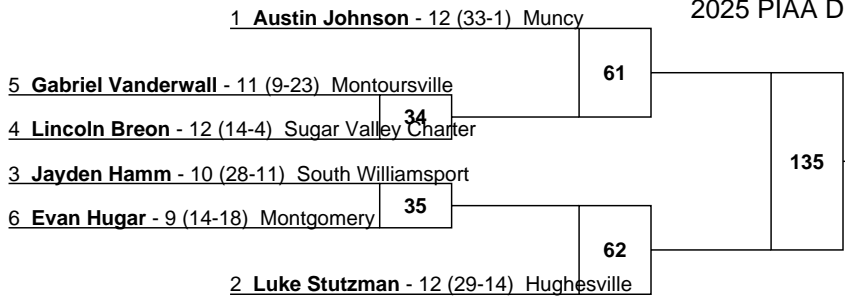 2025 PIAA D
1 Austin Johnson - 12 (33-1) Muncy
61
5 Gabriel Vanderwall - 11 (9-23) Montoursville
34
4 Lincoln Breon - 12 (14-4) Sugar Valley Charter
135
3 Jayden Hamm - 10 (28-11) South Williamsport
35
6 Evan Hugar - 9 (14-18) Montgomery
62
2 Luke Stutzman - 12 (29-14) Hughesville